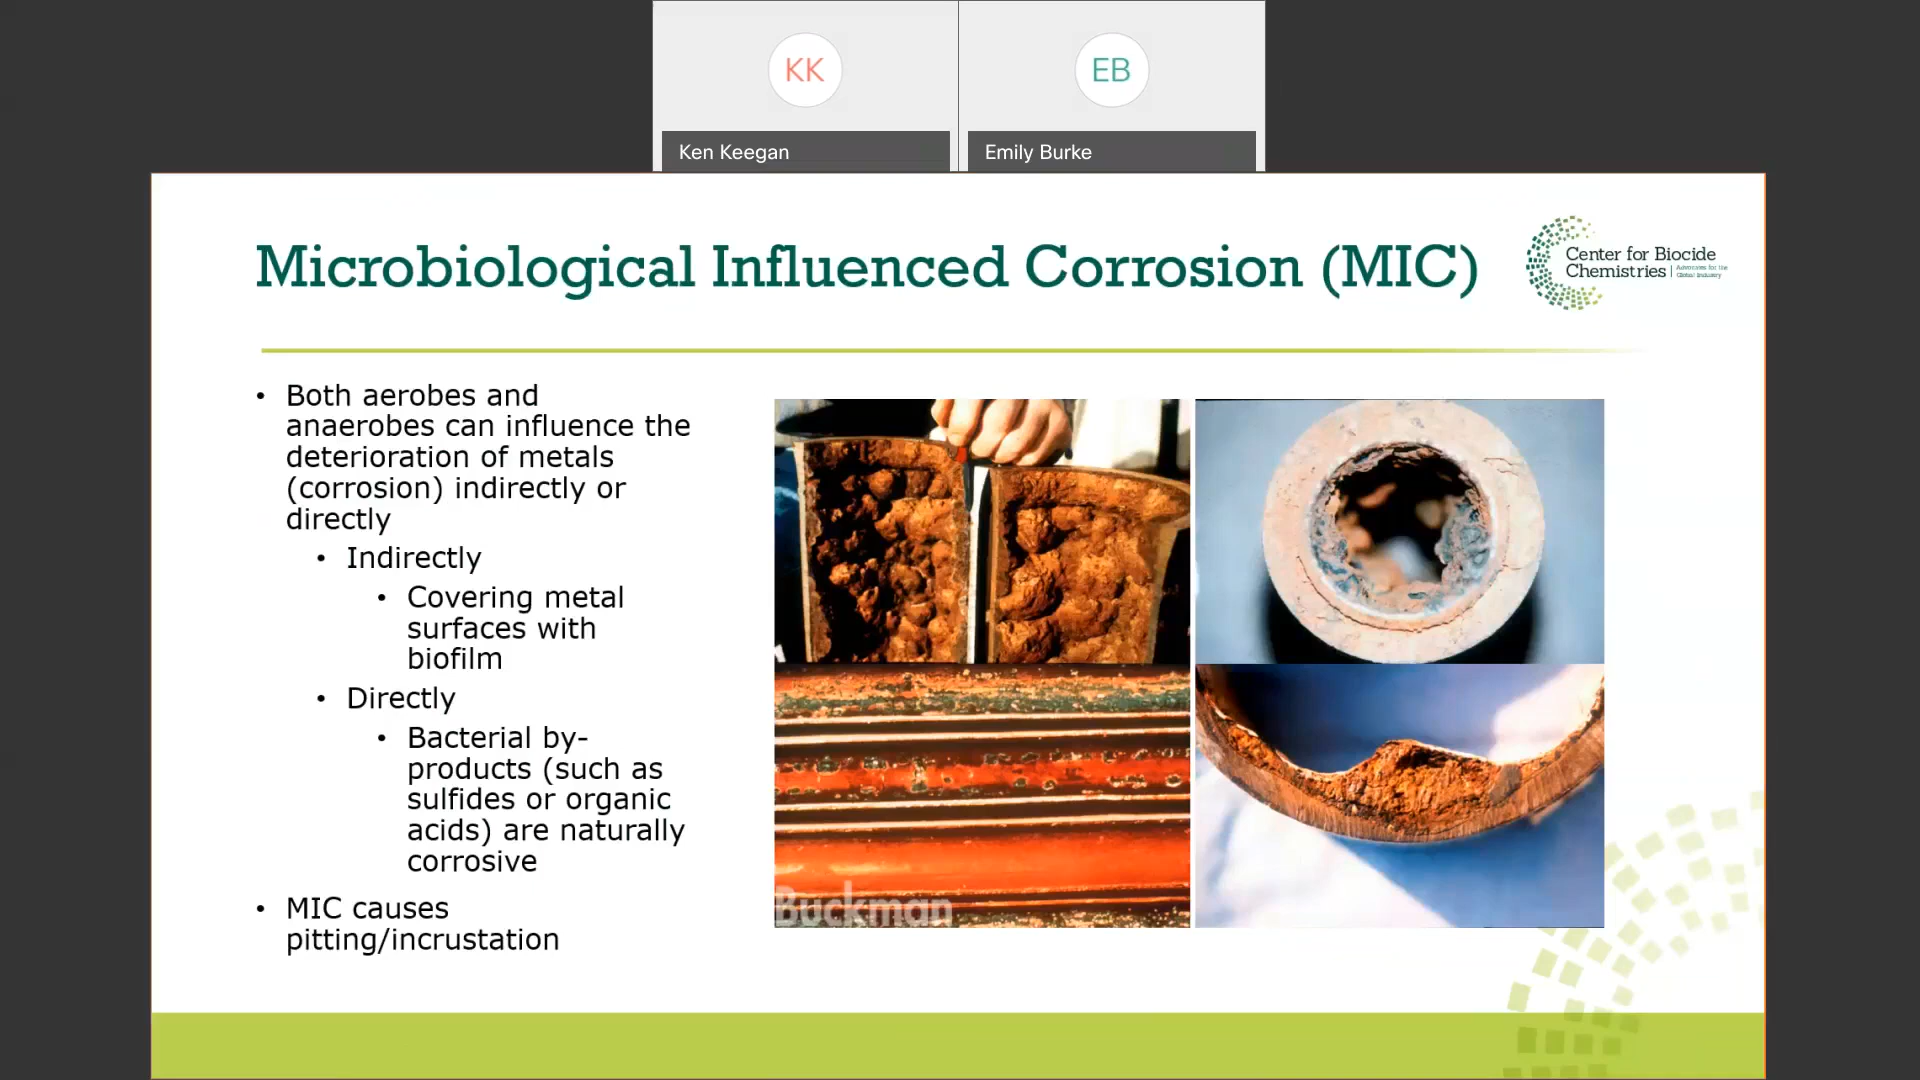 KK
EB
Ken Keegan
Emily Burke
Microbiological Influenced Corrosion (MIC)
Center for Biocide
Chemistries | Advocates for the
Global Industry
• Both aerobes and
anaerobes can influence the
deterioration of metals
(corrosion) indirectly or
directly
• Indirectly
• Covering metal
surfaces with
biofilm
• Directly
• Bacterial by-
products (such as
sulfides or organic
acids) are naturally
corrosive
• MIC causes
pitting/incrustation
Buckman